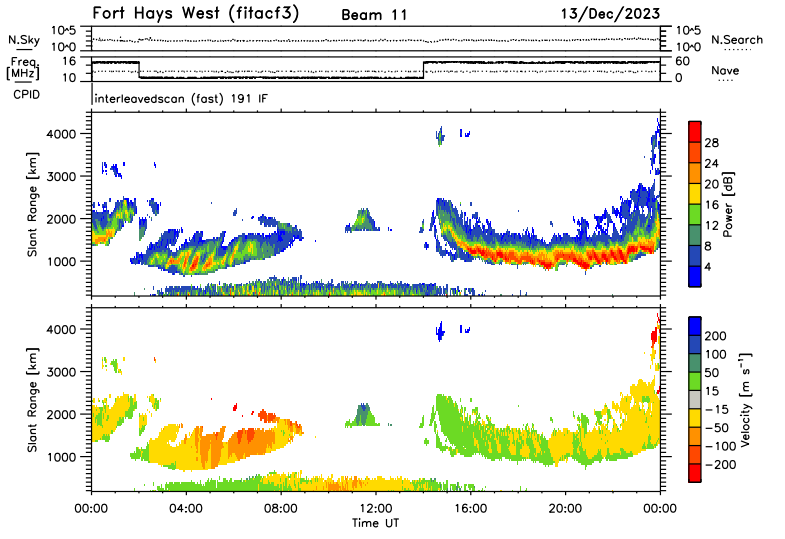 Fort Hays West (fitacf3) Beam 11 13/Dec/2023
N.Sky 10^5 10^0 10^5 10^0 N.Search
Freq. [MHz] 16 10 60 0 Nave
CPID interleavedscan (fast) 191 IF
Slant Range [km]
4000
3000
2000
1000
Power [dB]
28
24
20
16
12
8
4
Slant Range [km]
4000
3000
2000
1000
Velocity [m s⁻¹]
200
100
50
15
−15
−50
−100
−200
00:00 04:00 08:00 12:00 16:00 20:00 00:00
Time UT